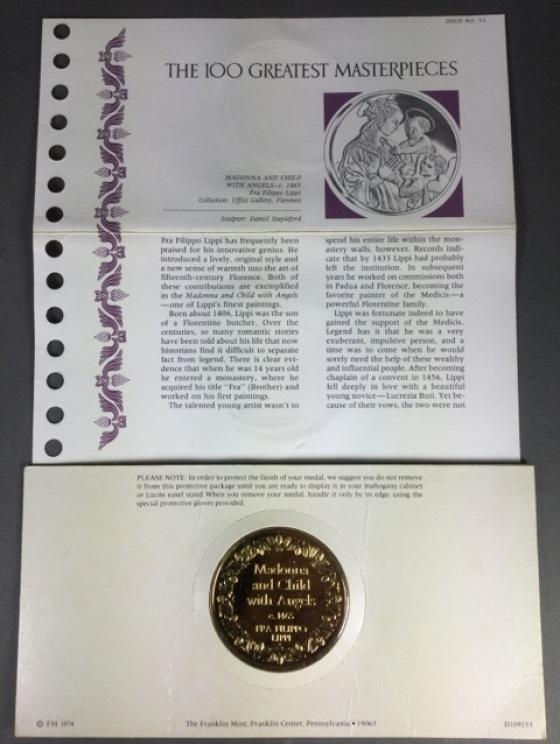 ISSUE NO. 53
THE 100 GREATEST MASTERPIECES
MADONNA AND CHILD
WITH ANGELS—c. 1465
Fra Filippo Lippi
Collection: Uffizi Gallery, Florence
Sculptor: Daniel Stapleford
Fra Filippo Lippi has frequently been
praised for his innovative genius. He
introduced a lively, original style and
a new sense of warmth into the art of
fifteenth-century Florence. Both of
these contributions are exemplified
in the Madonna and Child with Angels
—one of Lippi's finest paintings.
Born about 1406, Lippi was the son
of a Florentine butcher. Over the
centuries, so many romantic stories
have been told about his life that now
historians find it difficult to separate
fact from legend. There is clear evi-
dence that when he was 14 years old
he entered a monastery, where he
acquired his title "Fra" (Brother) and
worked on his first paintings.
The talented young artist wasn't to
spend his entire life within the mon-
astery walls, however. Records indi-
cate that by 1433 Lippi had probably
left the institution. In subsequent
years he worked on commissions both
in Padua and Florence, becoming the
favorite painter of the Medicis—a
powerful Florentine family.
Lippi was fortunate indeed to have
gained the support of the Medicis.
Legend has it that he was a very
exuberant, impulsive person, and a
time was to come when he would
sorely need the help of these wealthy
and influential people. After becoming
chaplain of a convent in 1456, Lippi
fell deeply in love with a beautiful
young novice—Lucrezia Buti. Yet be-
cause of their vows, the two were not
PLEASE NOTE: In order to protect the finish of your medal, we suggest you do not remove
it from this protective package until you are ready to display it in your mahogany cabinet
or Lucite easel stand. When you remove your medal, handle it only by its edge, using the
special protective gloves provided.
Madonna
and Child
with Angels
c. 1465
FRA FILIPPO
LIPPI
© FM 1974
The Franklin Mint, Franklin Center, Pennsylvania • 19063
D109153